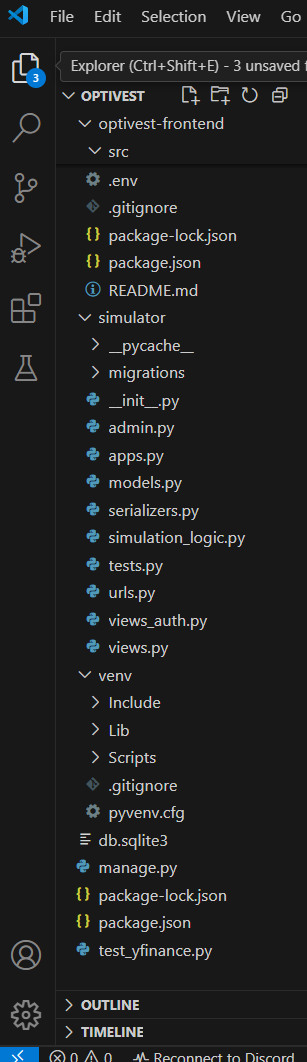 File Edit Selection View Go
Explorer (Ctrl+Shift+E) - 3 unsaved
3
OPTIVEST
optivest-frontend
src
.env
.gitignore
package-lock.json
package.json
README.md
simulator
__pycache__
migrations
__init__.py
admin.py
apps.py
models.py
serializers.py
simulation_logic.py
tests.py
urls.py
views_auth.py
views.py
venv
Include
Lib
Scripts
.gitignore
pyvenv.cfg
db.sqlite3
manage.py
package-lock.json
package.json
test_yfinance.py
OUTLINE
TIMELINE
0 0 Reconnect to Discord